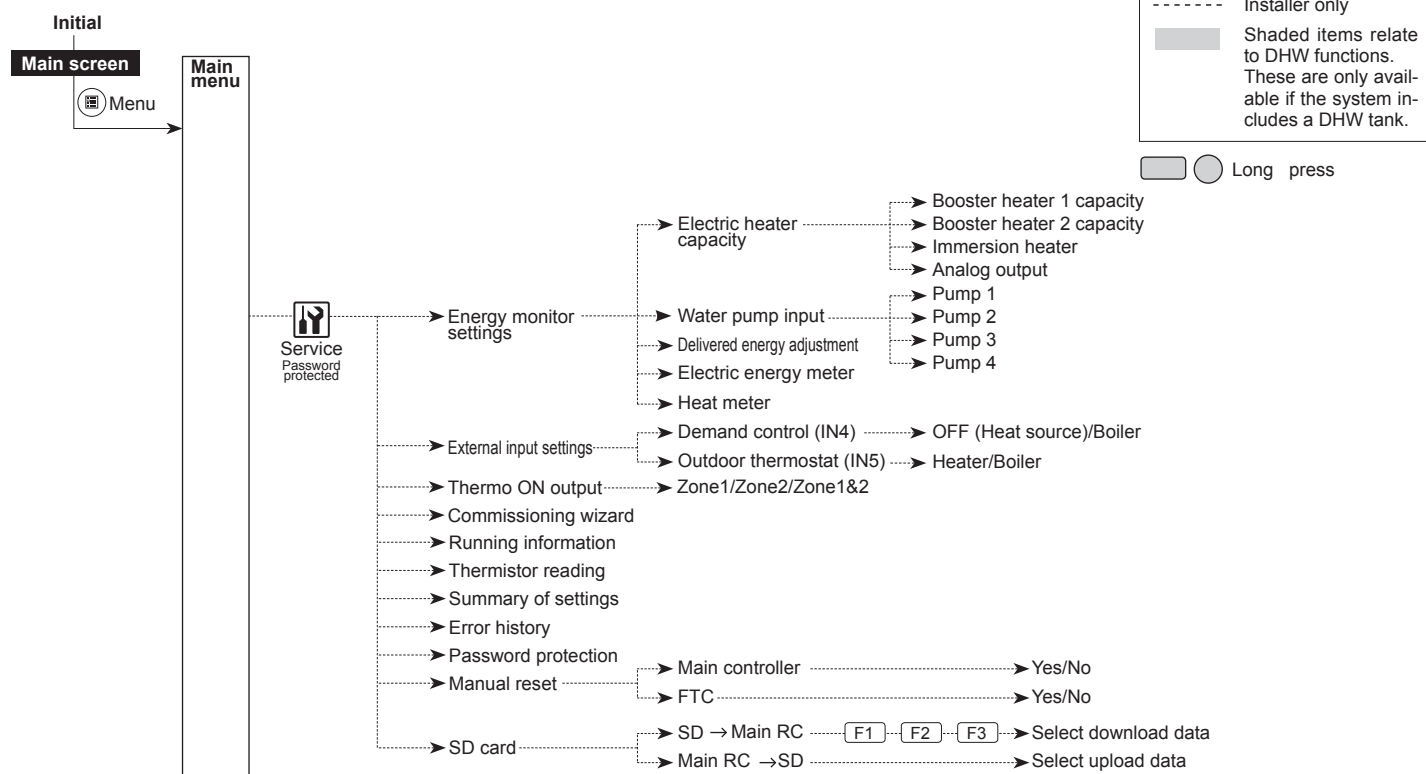 Installer only
Initial
Shaded items relate
to DHW functions.
These are only avail-
able if the system in-
cludes a DHW tank.
Main screen
Main
menu
Menu
Long press
Booster heater 1 capacity
Electric heater
capacity
Booster heater 2 capacity
Immersion heater
Analog output
Pump 1
Energy monitor
settings
Water pump input
Pump 2
Pump 3
Pump 4
Service
Password
protected
Delivered energy adjustment
Electric energy meter
Heat meter
External input settings
Demand control (IN4)
OFF (Heat source)/Boiler
Outdoor thermostat (IN5)
Heater/Boiler
Thermo ON output
Zone1/Zone2/Zone1&2
Commissioning wizard
Running information
Thermistor reading
Summary of settings
Error history
Password protection
Manual reset
Main controller
Yes/No
FTC
Yes/No
SD card
SD → Main RC
F1
F2
F3
Select download data
Main RC → SD
Select upload data